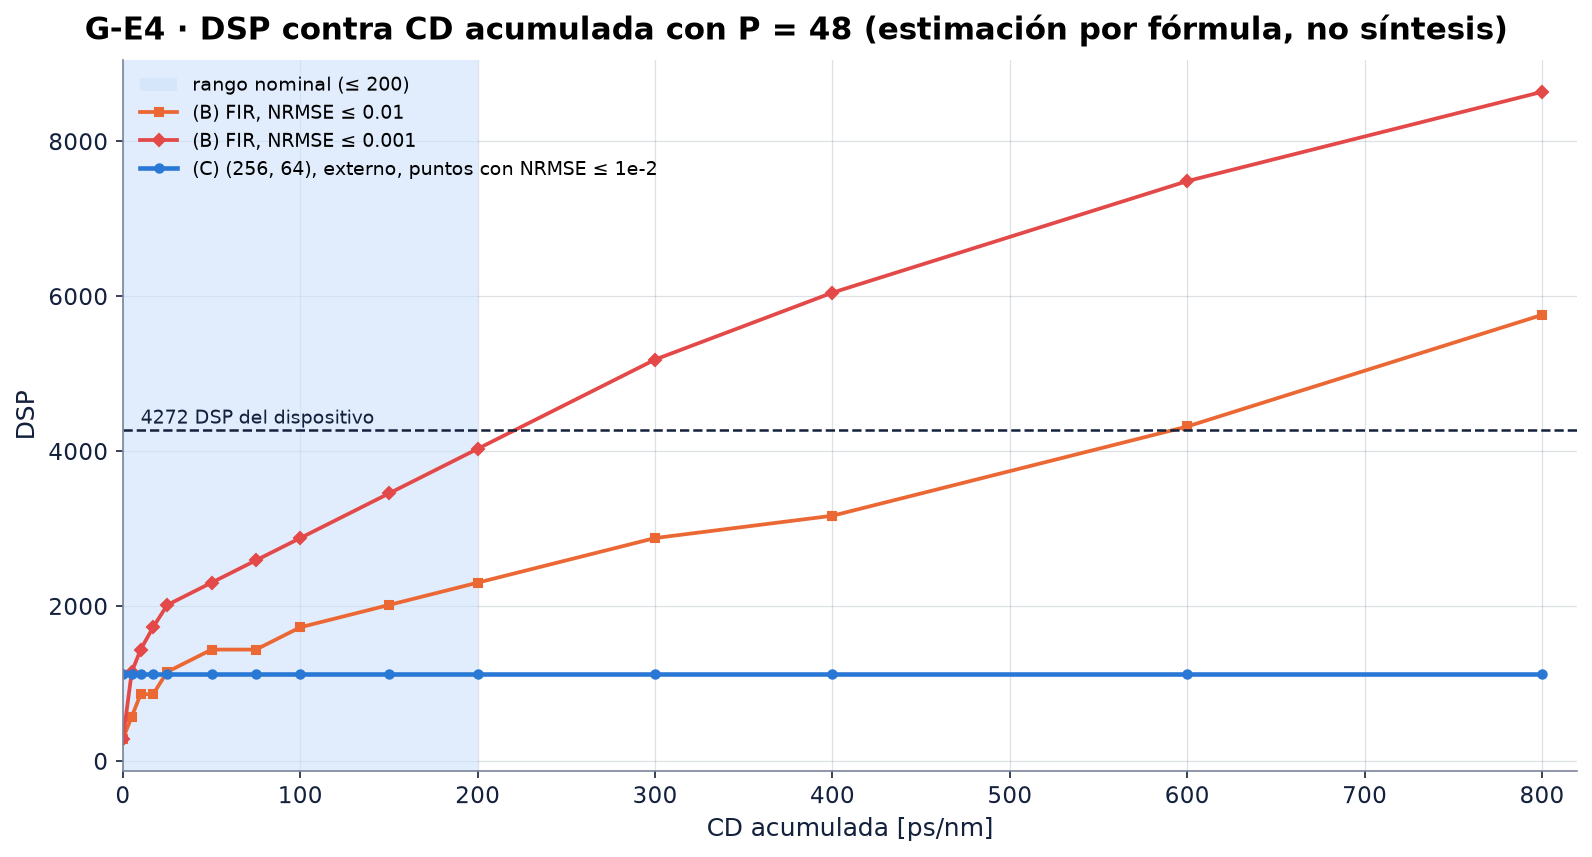 G-E4 · DSP contra CD acumulada con P = 48 (estimación por fórmula, no síntesis)
rango nominal (≤ 200)
(B) FIR, NRMSE ≤ 0.01
(B) FIR, NRMSE ≤ 0.001
(C) (256, 64), externo, puntos con NRMSE ≤ 1e-2
8000
6000
4272 DSP del dispositivo
4000
2000
0
DSP
0 100 200 300 400 500 600 700 800
CD acumulada [ps/nm]